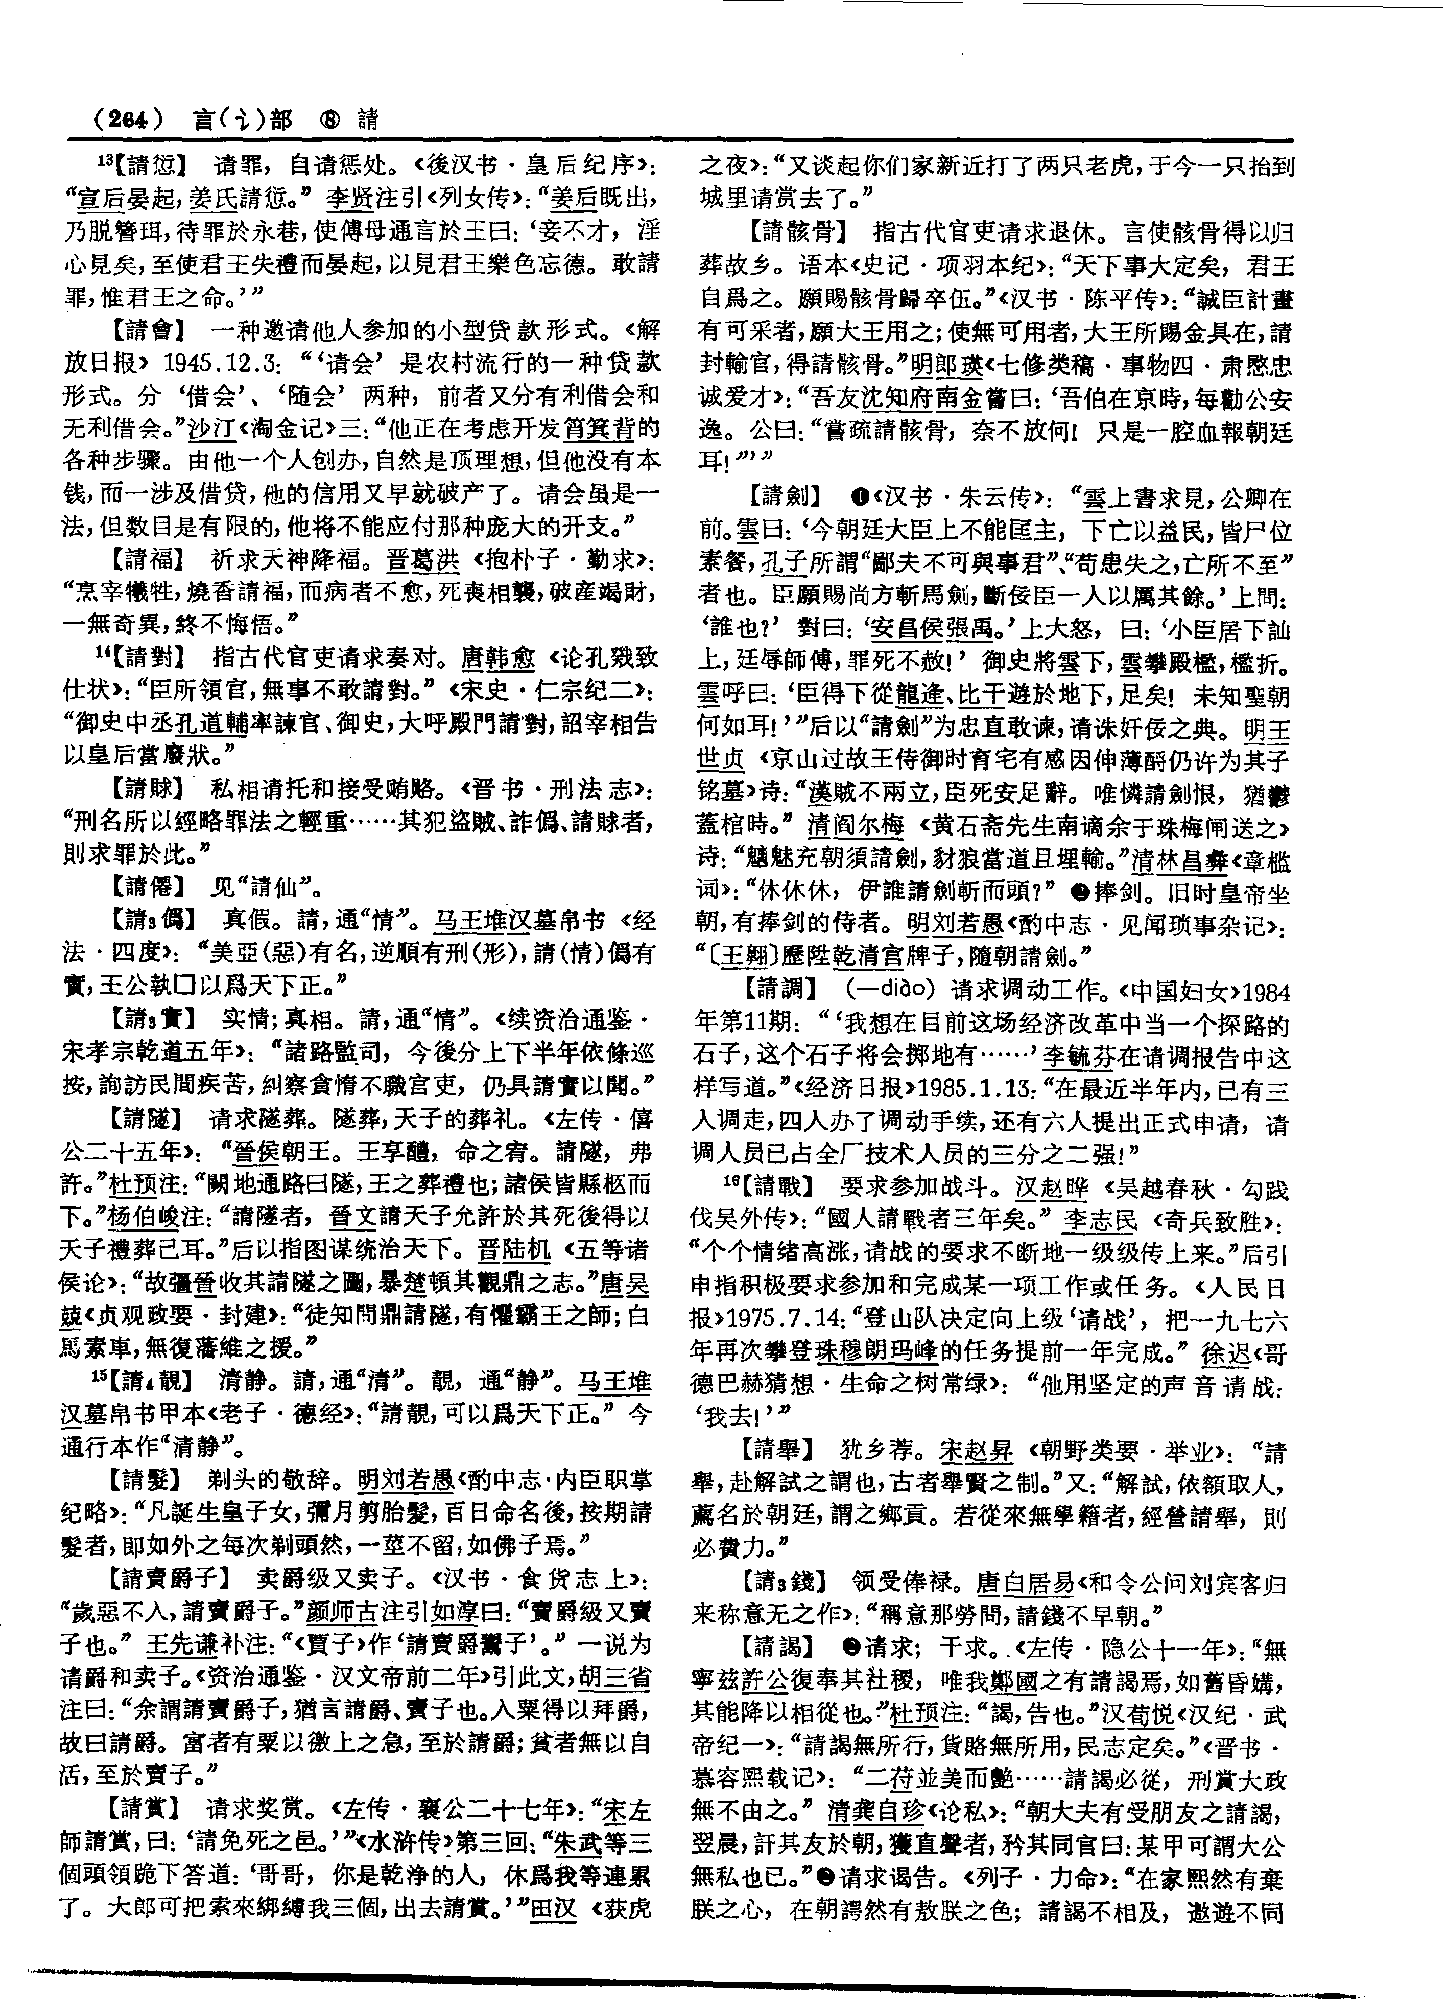 (264) 言(讠)部 ⑧ 請
13【請愆】 请罪，自请惩处。《後汉书·皇后纪序》：
“宣后晏起，姜氏請愆。” 李贤注引《列女传》：“姜后既出，
乃脱簪珥，待罪於永巷，使傅母通言於王曰：‘妾不才，淫
心見矣，至使君王失禮而晏起，以見君王樂色忘德。敢請
罪，惟君王之命。’”
【請會】 一种邀请他人参加的小型贷款形式。《解
放日报》 1945.12.3：“‘请会’是农村流行的一种贷款
形式。分‘借会’、‘随会’两种，前者又分有利借会和
无利借会。”沙汀《淘金记》三：“他正在考虑开发筲箕背的
各种步骤。由他一个人创办，自然是顶理想，但他没有本
钱，而一涉及借贷，他的信用又早就破产了。请会虽是一
法，但数目是有限的，他将不能应付那种庞大的开支。”
【請福】 祈求天神降福。晋葛洪《抱朴子·勤求》：
“烹宰犧牲，燒香請福，而病者不愈，死喪相襲，破産竭財，
一無奇異，終不悔悟。”
14【請對】 指古代官吏请求奏对。唐韩愈《论孔戣致
仕状》：“臣所領官，無事不敢請對。”《宋史·仁宗纪二》：
“御史中丞孔道輔率諫官、御史，大呼殿門請對，詔宰相告
以皇后當廢狀。”
【請賕】 私相请托和接受贿赂。《晋书·刑法志》：
“刑名所以經略罪法之輕重……其犯盜賊、詐僞、請賕者，
則求罪於此。”
【請僊】 见“請仙”。
【請3僞】 真假。請，通“情”。马王堆汉墓帛书《经
法·四度》：“美亞（惡）有名，逆順有刑（形），請（情）僞有
實，王公執□以爲天下正。”
【請3實】 实情；真相。請，通“情”。《续资治通鉴·
宋孝宗乾道五年》：“諸路監司，今後分上下半年依條巡
按，詢訪民間疾苦，糾察貪惰不職官吏，仍具請實以聞。”
【請隧】 请求隧葬。隧葬，天子的葬礼。《左传·僖
公二十五年》：“晉侯朝王。王享醴，命之宥。請隧，弗
許。”杜预注：“闕地通路曰隧，王之葬禮也；諸侯皆縣柩而
下。”杨伯峻注：“請隧者，晉文請天子允許於其死後得以
天子禮葬己耳。”后以指图谋统治天下。晋陆机《五等诸
侯论》：“故彊晉收其請隧之圖，暴楚頓其觀鼎之志。”唐吴
兢《贞观政要·封建》：“徒知問鼎請隧，有懼霸王之師；白
馬素車，無復藩維之援。”
15【請4靚】 清静。請，通“清”。靚，通“静”。马王堆
汉墓帛书甲本《老子·德经》：“請靚，可以爲天下正。”今
通行本作“清静”。
【請髮】 剃头的敬辞。明刘若愚《酌中志·内臣职掌
纪略》：“凡誕生皇子女，彌月剪胎髮，百日命名後，按期請
髮者，即如外之每次剃頭然，一莖不留，如佛子焉。”
【請賣爵子】 卖爵级又卖子。《汉书·食货志上》：
“歲惡不入，請賣爵子。”颜师古注引如淳曰：“賣爵級又賣
子也。” 王先谦补注：“《賈子》作‘請賣爵鬻子’。”一说为
请爵和卖子。《资治通鉴·汉文帝前二年》引此文，胡三省
注曰：“余謂請賣爵子，猶言請爵、賣子也。入粟得以拜爵，
故曰請爵。富者有粟以徼上之急，至於請爵；貧者無以自
活，至於賣子。”
【請賞】 请求奖赏。《左传·襄公二十七年》：“宋左
師請賞，曰：‘請免死之邑。’”《水浒传》第三回：“朱武等三
個頭領跪下答道：‘哥哥，你是乾净的人，休爲我等連累
了。大郎可把索來綁縛我三個，出去請賞。’”田汉《获虎
之夜》：“又谈起你们家新近打了两只老虎，于今一只抬到
城里请赏去了。”
【請骸骨】 指古代官吏请求退休。言使骸骨得以归
葬故乡。语本《史记·项羽本纪》：“天下事大定矣，君王
自爲之。願賜骸骨歸卒伍。”《汉书·陈平传》：“誠臣計畫
有可采者，願大王用之；使無可用者，大王所賜金具在，請
封輸官，得請骸骨。”明郎瑛《七修类稿·事物四·肃愍忠
诚爱才》：“吾友沈知府南金嘗曰：‘吾伯在京時，每勸公安
逸。公曰：“嘗疏請骸骨，奈不放何！只是一腔血報朝廷
耳！”’”
【請劍】 ❶《汉书·朱云传》：“雲上書求見，公卿在
前。雲曰：‘今朝廷大臣上不能匡主，下亡以益民，皆尸位
素餐，孔子所謂“鄙夫不可與事君”、“苟患失之，亡所不至”
者也。臣願賜尚方斬馬劍，斷佞臣一人以厲其餘。’上問：
‘誰也？’對曰：‘安昌侯張禹。’上大怒，曰：‘小臣居下訕
上，廷辱師傅，罪死不赦！’御史將雲下，雲攀殿檻，檻折。
雲呼曰：‘臣得下從龍逄、比干遊於地下，足矣！未知聖朝
何如耳！’”后以“請劍”为忠直敢谏，请诛奸佞之典。明王
世贞《京山过故王侍御时育宅有感因伸薄酹仍许为其子
铭墓》诗：“漢賊不兩立，臣死安足辭。唯憐請劍恨，猶鬱
蓋棺時。”清阎尔梅《黄石斋先生南谪余于珠梅闸送之》
诗：“魑魅充朝須請劍，豺狼當道且埋輪。”清林昌彝《章槛
词》：“休休休，伊誰請劍斫而頭？”❷捧剑。旧时皇帝坐
朝，有捧剑的侍者。明刘若愚《酌中志·见闻琐事杂记》：
“〔王翱〕歷陞乾清宫牌子，隨朝請劍。”
【請調】 （—diào）请求调动工作。《中国妇女》1984
年第11期：“‘我想在目前这场经济改革中当一个探路的
石子，这个石子将会掷地有……’李毓芬在请调报告中这
样写道。”《经济日报》1985.1.13：“在最近半年内，已有三
人调走，四人办了调动手续，还有六人提出正式申请，请
调人员已占全厂技术人员的三分之二强！”
16【請戰】 要求参加战斗。汉赵晔《吴越春秋·勾践
伐吴外传》：“國人請戰者三年矣。”李志民《奇兵致胜》：
“个个情绪高涨，请战的要求不断地一级级传上来。”后引
申指积极要求参加和完成某一项工作或任务。《人民日
报》1975.7.14：“登山队决定向上级‘请战’，把一九七六
年再次攀登珠穆朗玛峰的任务提前一年完成。”徐迟《哥
德巴赫猜想·生命之树常绿》：“他用坚定的声音请战：
‘我去！’”
【請舉】 犹乡荐。宋赵昇《朝野类要·举业》：“請
舉，赴解試之謂也，古者舉賢之制。”又：“解試，依額取人，
薦名於朝廷，謂之鄉貢。若從來無學籍者，經營請舉，則
必費力。”
【請3錢】 领受俸禄。唐白居易《和令公问刘宾客归
来称意无之作》：“稱意那勞問，請錢不早朝。”
【請謁】 ❶请求；干求。《左传·隐公十一年》：“無
寧兹許公復奉其社稷，唯我鄭國之有請謁焉，如舊昏媾，
其能降以相從也。”杜预注：“謁，告也。”汉荀悦《汉纪·武
帝纪一》：“請謁無所行，貨賂無所用，民志定矣。”《晋书·
慕容熙载记》：“二苻並美而艷……請謁必從，刑賞大政
無不由之。”清龚自珍《论私》：“朝大夫有受朋友之請謁，
翌晨，訐其友於朝，獲直聲者，矜其同官曰：某甲可謂大公
無私也已。”❷请求谒告。《列子·力命》：“在家熙然有棄
朕之心，在朝諤然有敖朕之色；請謁不相及，遨遊不同